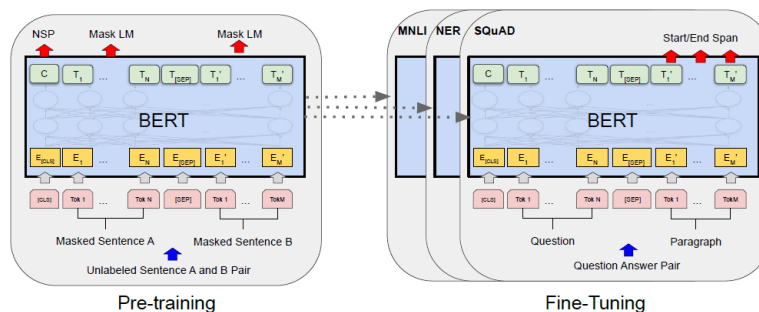 NSP Mask LM Mask LM
C T1 ... TN T[SEP] T1' ... TM'
BERT
E[CLS] E1 ... EN E[SEP] E1' ... EM'
[CLS] Tok 1 ... Tok N [SEP] Tok 1 ... TokM
Masked Sentence A Masked Sentence B
Unlabeled Sentence A and B Pair
Pre-training
MNLI NER SQuAD
Start/End Span
C T1 ... TN T[SEP] T1' ... TM'
BERT
E[CLS] E1 ... EN E[SEP] E1' ... EM'
[CLS] Tok 1 ... Tok N [SEP] Tok 1 ... TokM
Question Paragraph
Question Answer Pair
Fine-Tuning